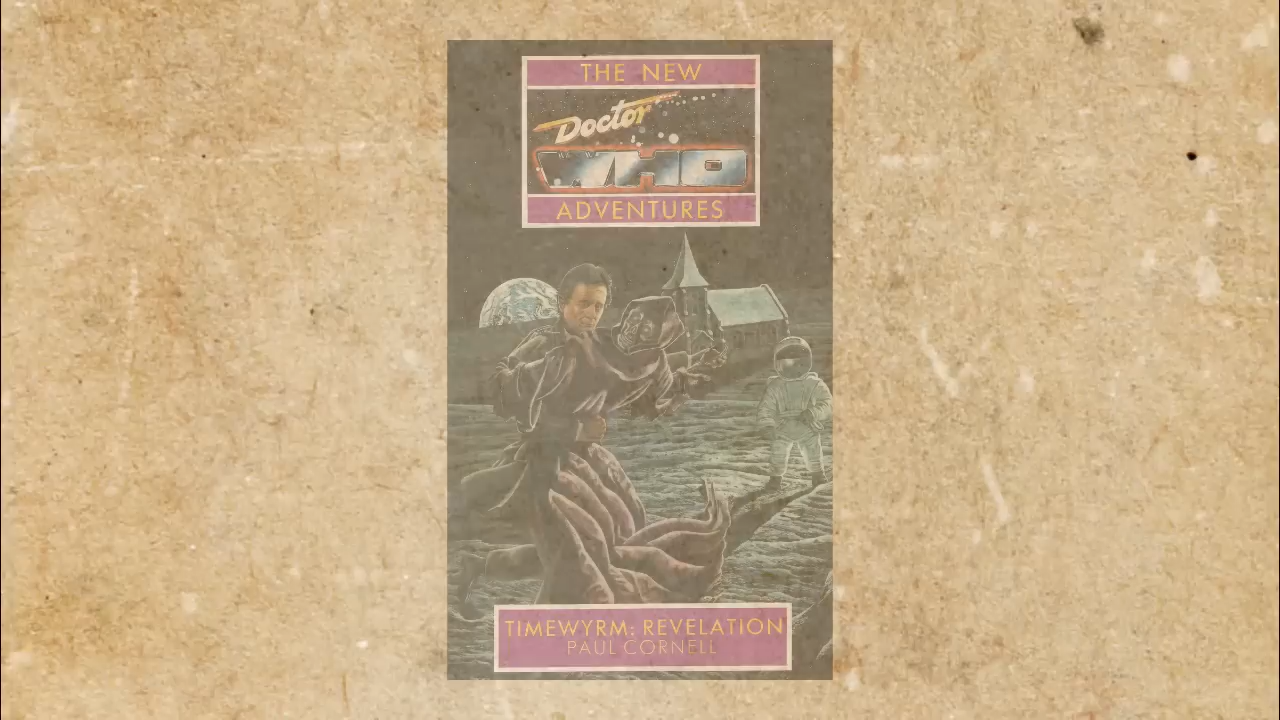 THE NEW
Doctor
WHO
ADVENTURES
TIMEWYRM: REVELATION
PAUL CORNELL